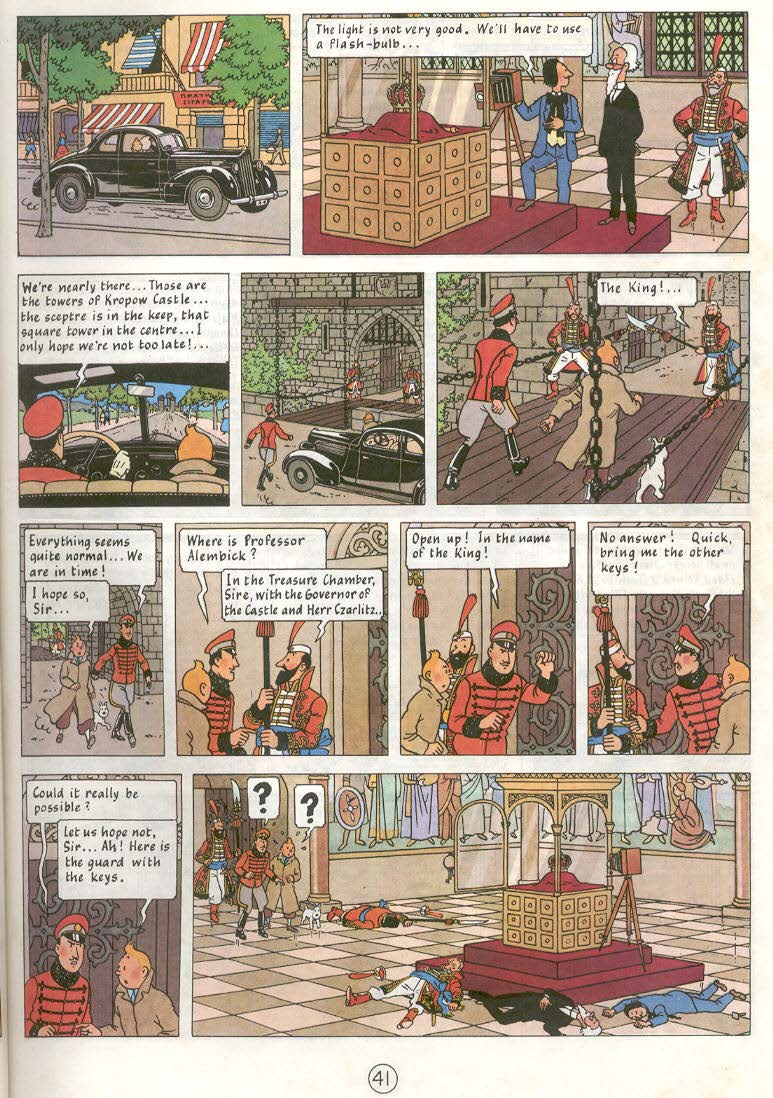 ПРАТИ
ЗІТАРГ
The light is not very good. We'll have to use
a flash-bulb...
We're nearly there... Those are
the towers of Kropow Castle...
the sceptre is in the keep, that
square tower in the centre... I
only hope we're not too late!...
The King!...
Everything seems
quite normal... We
are in time!
I hope so,
Sir...
Where is Professor
Alembick?
In the Treasure Chamber,
Sire, with the Governor of
the Castle and Herr Czarlitz..
Open up! In the name
of the King!
No answer! Quick,
bring me the other
keys!
Could it really be
possible?
Let us hope not,
Sir... Ah! Here is
the guard with
the keys.
?
?
41